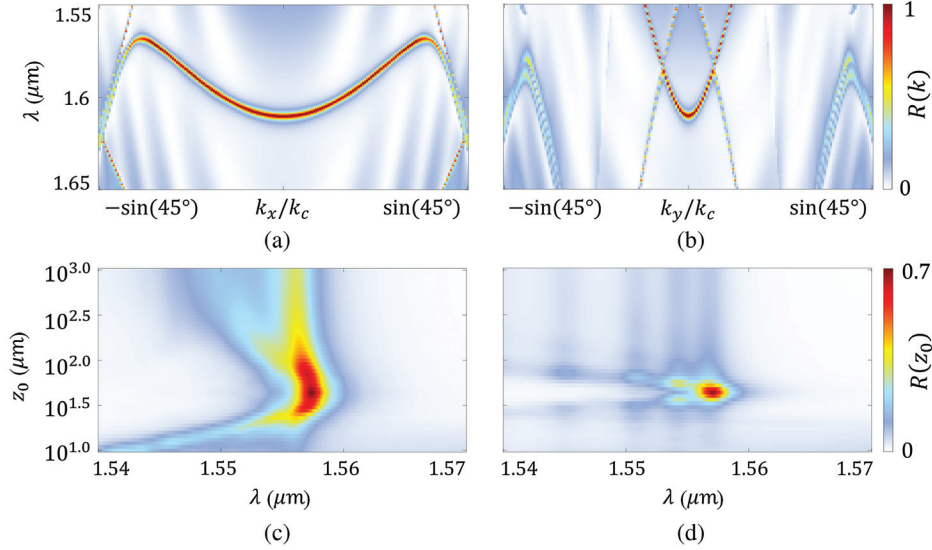 1.55
1.6
1.65
λ (μm)
−sin(45°) k_x/k_c sin(45°)
(a)
−sin(45°) k_y/k_c sin(45°)
(b)
1
R(k)
0
10^3.0
10^2.5
10^2.0
10^1.5
10^1.0
z_0 (μm)
1.54 1.55 1.56 1.57
λ (μm)
(c)
1.54 1.55 1.56 1.57
λ (μm)
(d)
0.7
R(z_0)
0